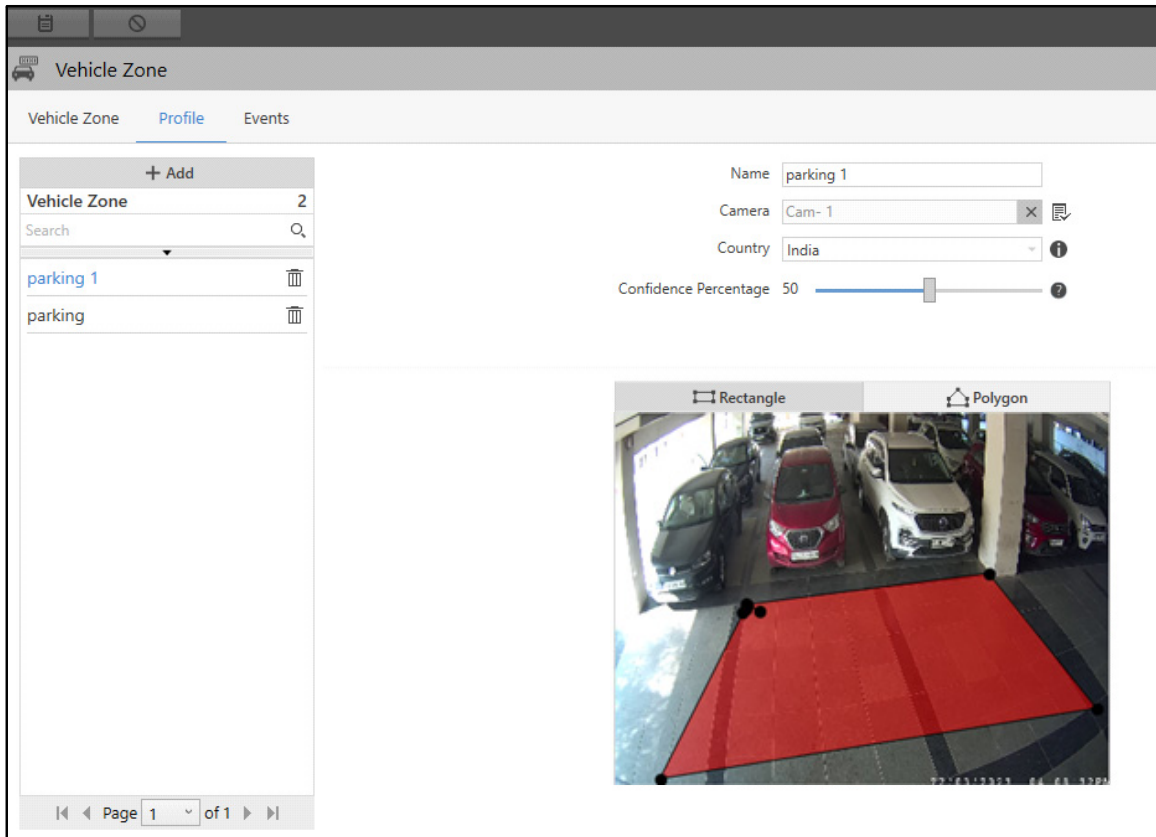 Vehicle Zone
Vehicle Zone Profile Events
+ Add
Vehicle Zone 2
Search
parking 1
parking
Page 1 of 1
Name parking 1
Camera Cam- 1
Country India
Confidence Percentage 50
Rectangle Polygon